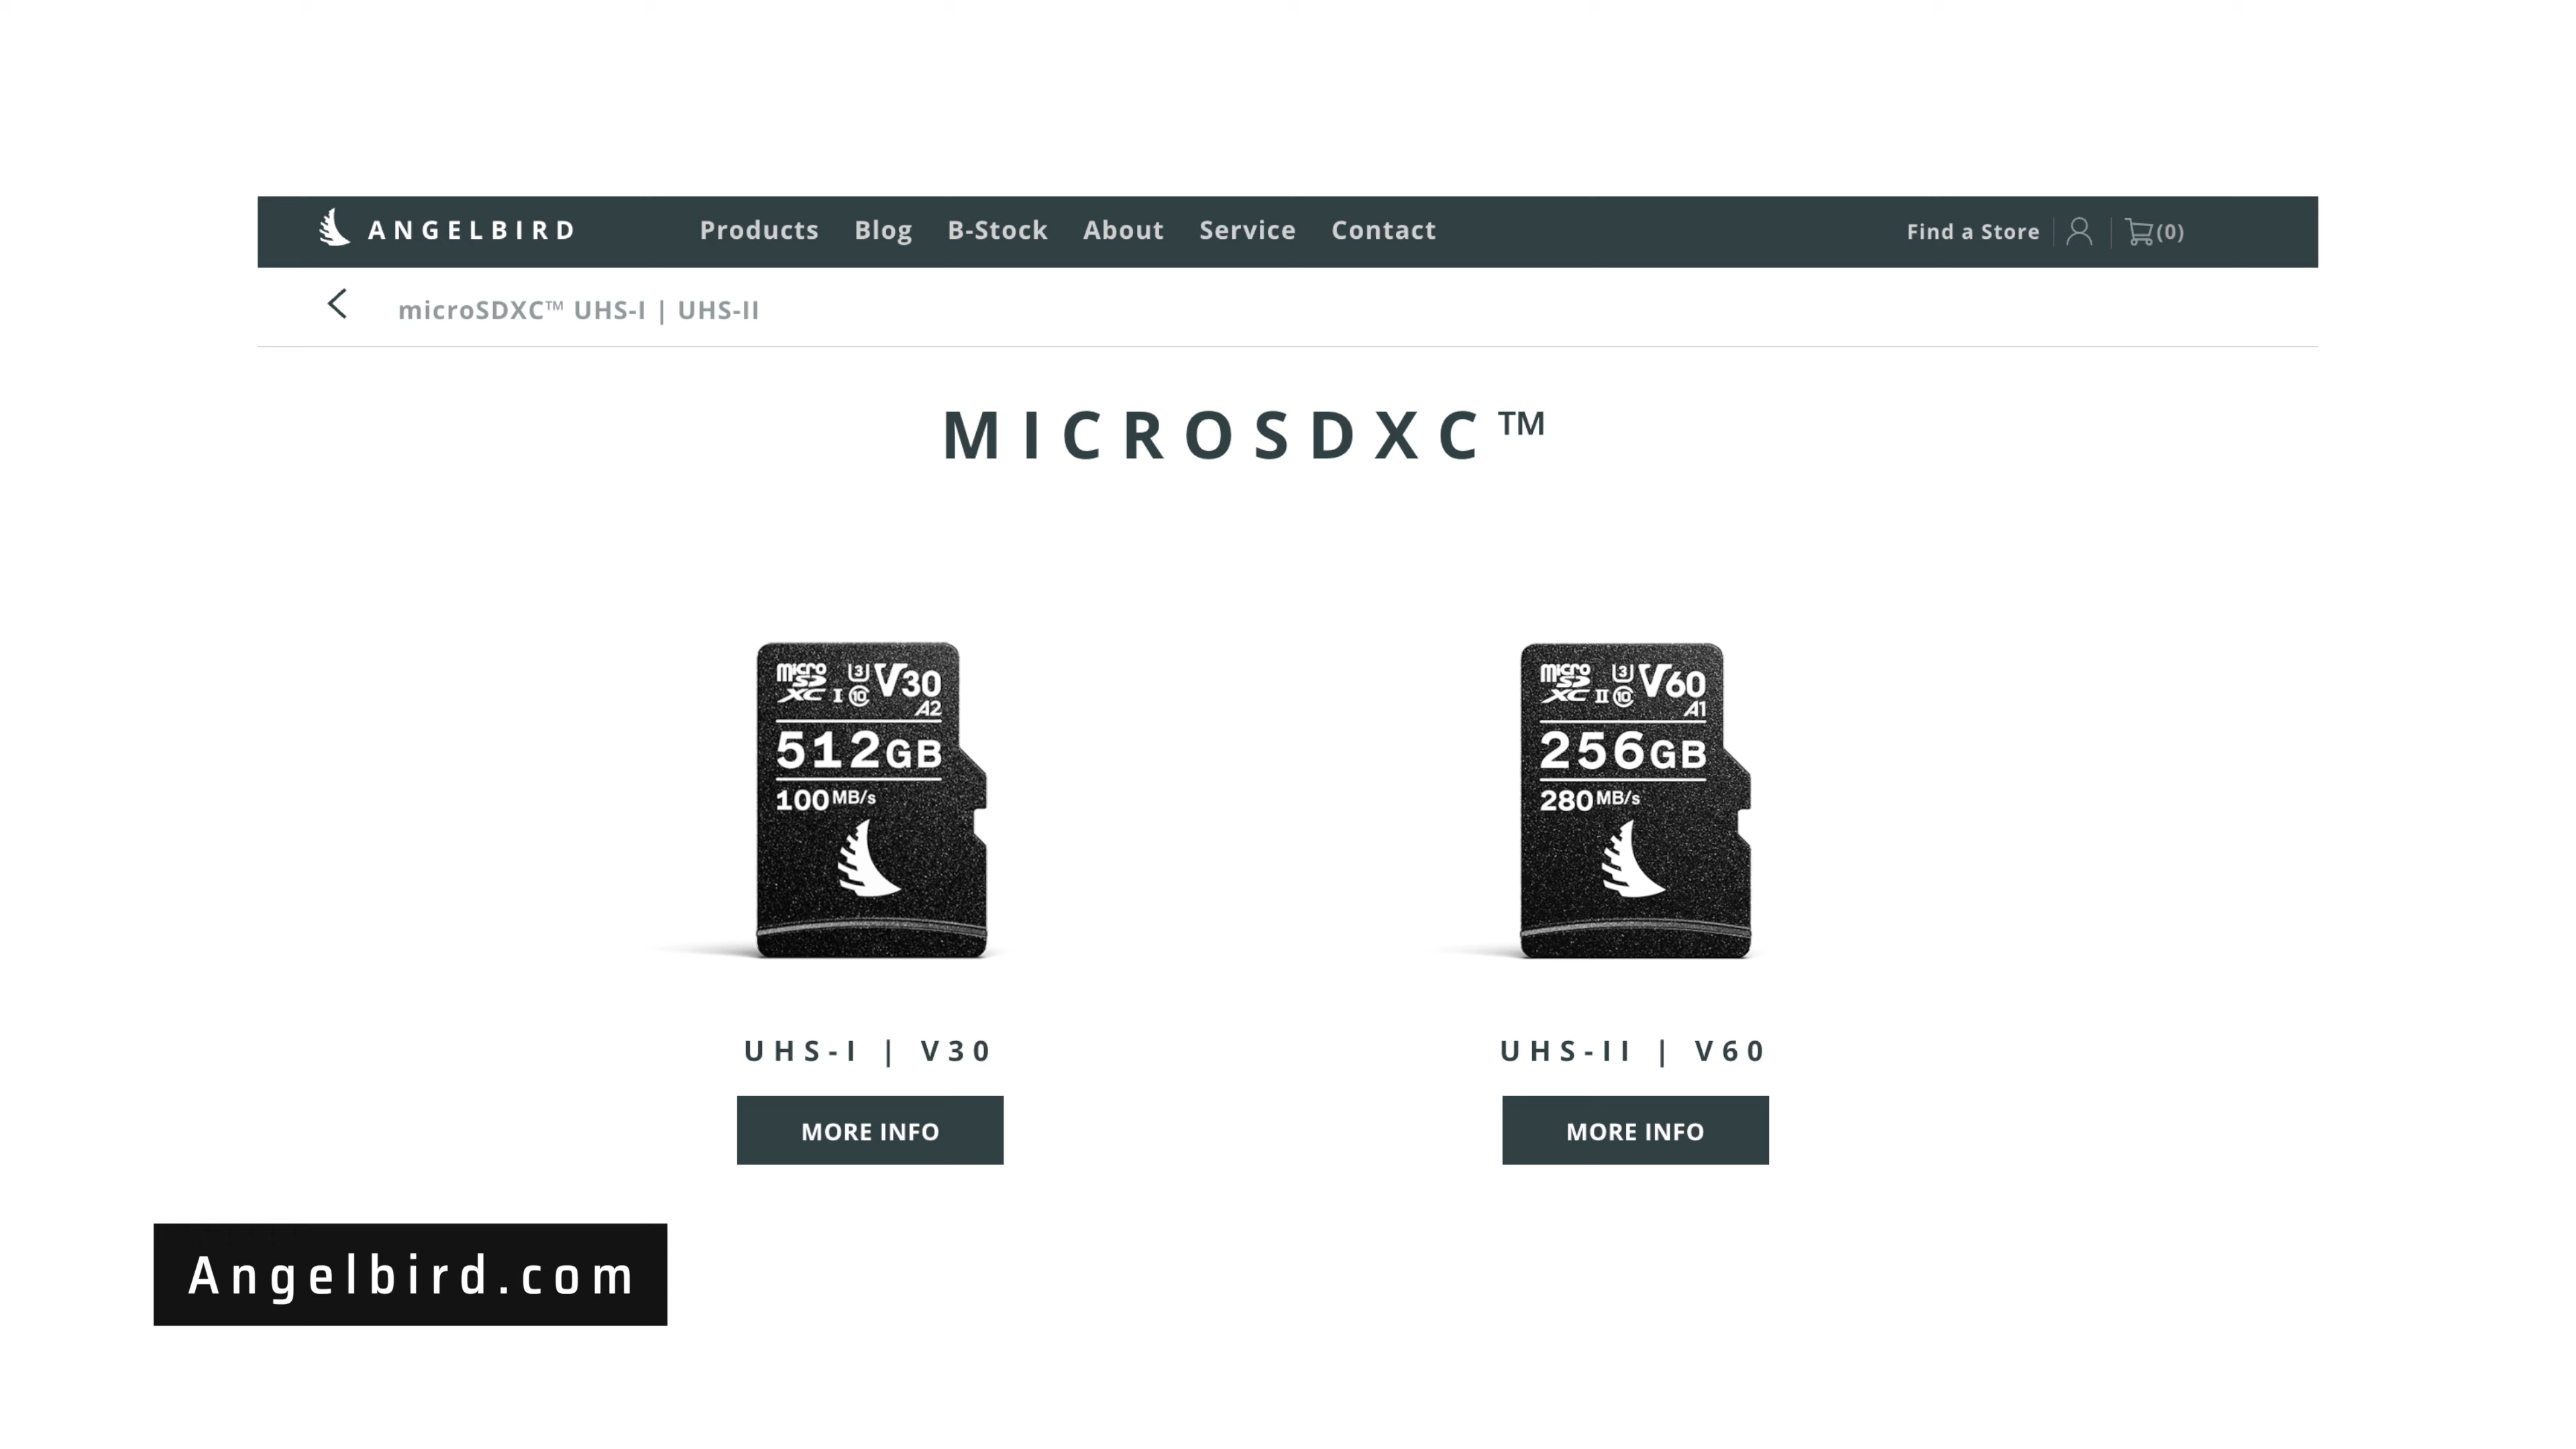 ANGELBIRD Products Blog B-Stock About Service Contact Find a Store (0)
microSDXC™ UHS-I | UHS-II
MICROSDXC™
micro SD XC I U3 10 V30 A2
512GB
100MB/s
micro SD XC II U3 10 V60 A1
256GB
280MB/s
UHS-I | V30
UHS-II | V60
MORE INFO
MORE INFO
Angelbird.com